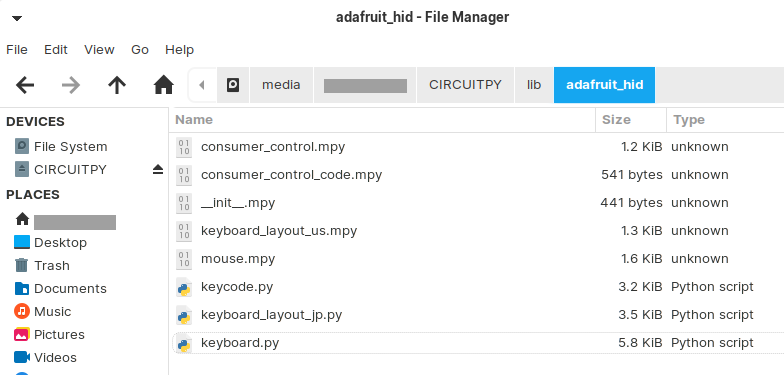 adafruit_hid - File Manager
File Edit View Go Help
media CIRCUITPY lib adafruit_hid
DEVICES
File System
CIRCUITPY
PLACES
Desktop
Trash
Documents
Music
Pictures
Videos
Name Size Type
consumer_control.mpy 1.2 KiB unknown
consumer_control_code.mpy 541 bytes unknown
__init__.mpy 441 bytes unknown
keyboard_layout_us.mpy 1.3 KiB unknown
mouse.mpy 1.6 KiB unknown
keycode.py 3.2 KiB Python script
keyboard_layout_jp.py 3.5 KiB Python script
keyboard.py 5.8 KiB Python script